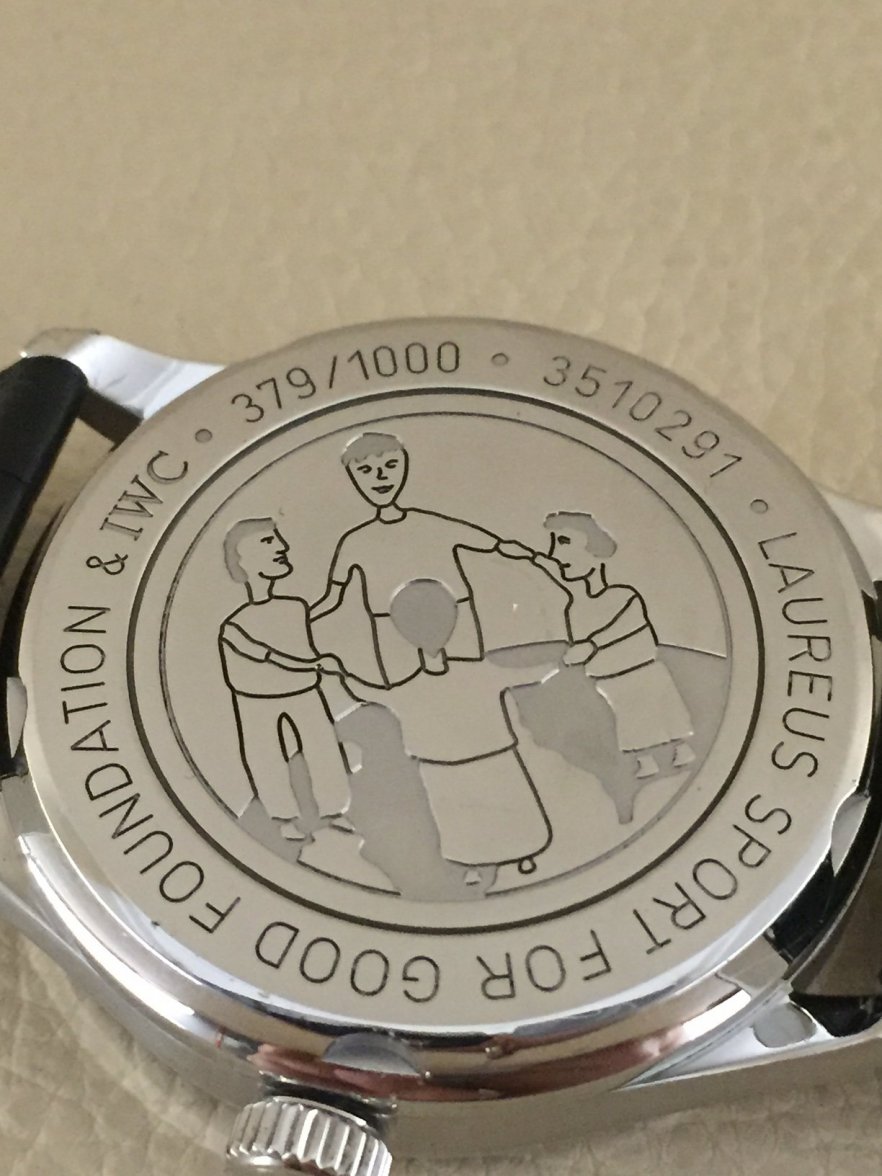 379/1000 • 3510291 • LAUREUS SPORT FOR GOOD FOUNDATION & IWC •